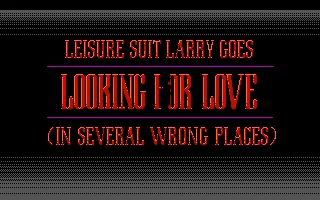 LEISURE SUIT LARRY GOES
LOOKING FOR LOVE
(IN SEVERAL WRONG PLACES)